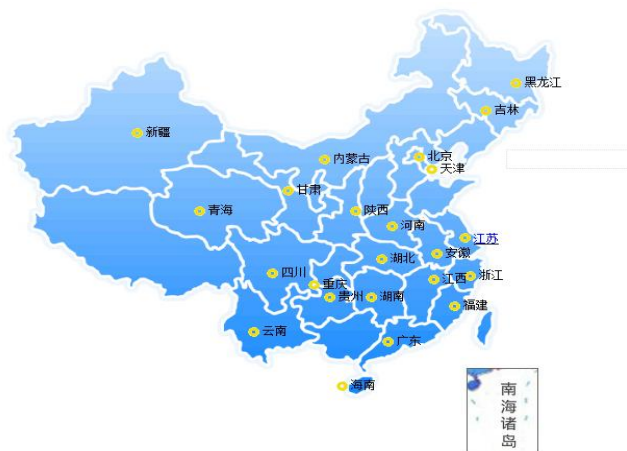 黑龙江
吉林
新疆
内蒙古
北京
天津
甘肃
青海
陕西
河南
江苏
安徽
湖北
四川
江西
浙江
重庆
贵州
湖南
福建
云南
广东
海南
南
海
诸
岛